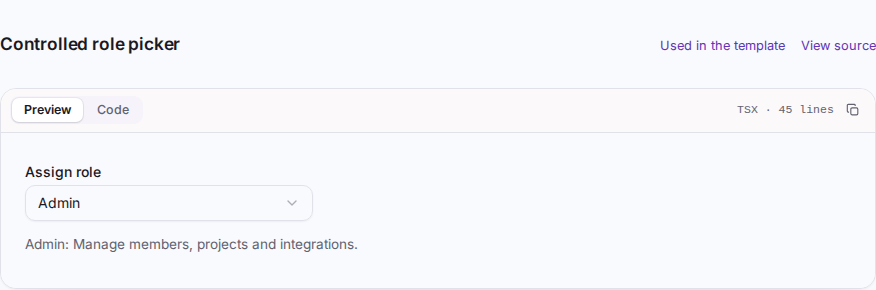 Controlled role picker
Used in the template View source
Preview Code
TSX · 45 lines
Assign role
Admin
Admin: Manage members, projects and integrations.